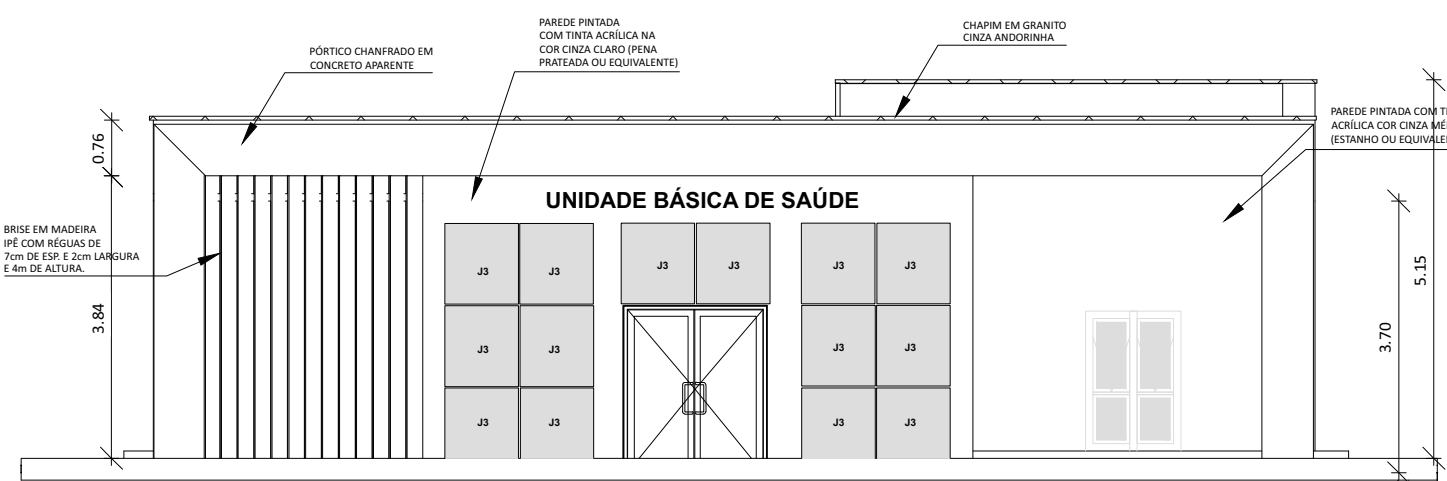 PAREDE PINTADA
COM TINTA ACRÍLICA NA
COR CINZA CLARO (PENA
PRATEADA OU EQUIVALENTE)
CHAPIM EM GRANITO
CINZA ANDORINHA
PÓRTICO CHANFRADO EM
CONCRETO APARENTE
PAREDE PINTADA COM
ACRÍLICA COR CINZA
(ESTANHO OU
0.76
UNIDADE BÁSICA DE SAÚDE
BRISE EM MADEIRA
IPÊ COM RÉGUAS DE
7cm DE ESP. E 2cm LARGURA
E 4m DE ALTURA.
J3 J3 J3 J3 J3 J3
5.15
3.84
3.70
J3 J3 J3 J3
J3 J3 J3 J3